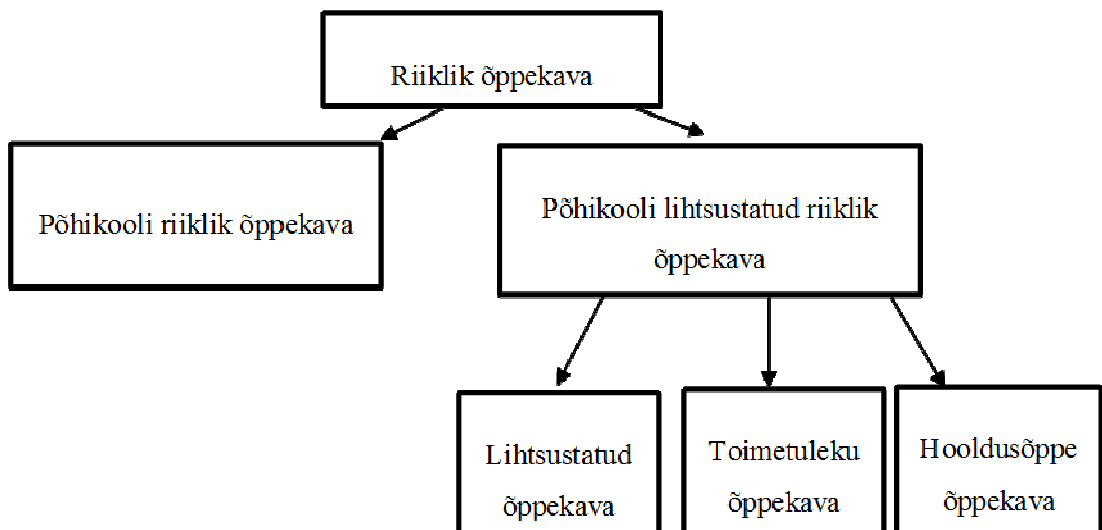 Riiklik õppekava
Põhikooli riiklik õppekava
Põhikooli lihtsustatud riiklik
õppekava
Lihtsustatud
õppekava
Toimetuleku
õppekava
Hooldusõppe
õppekava